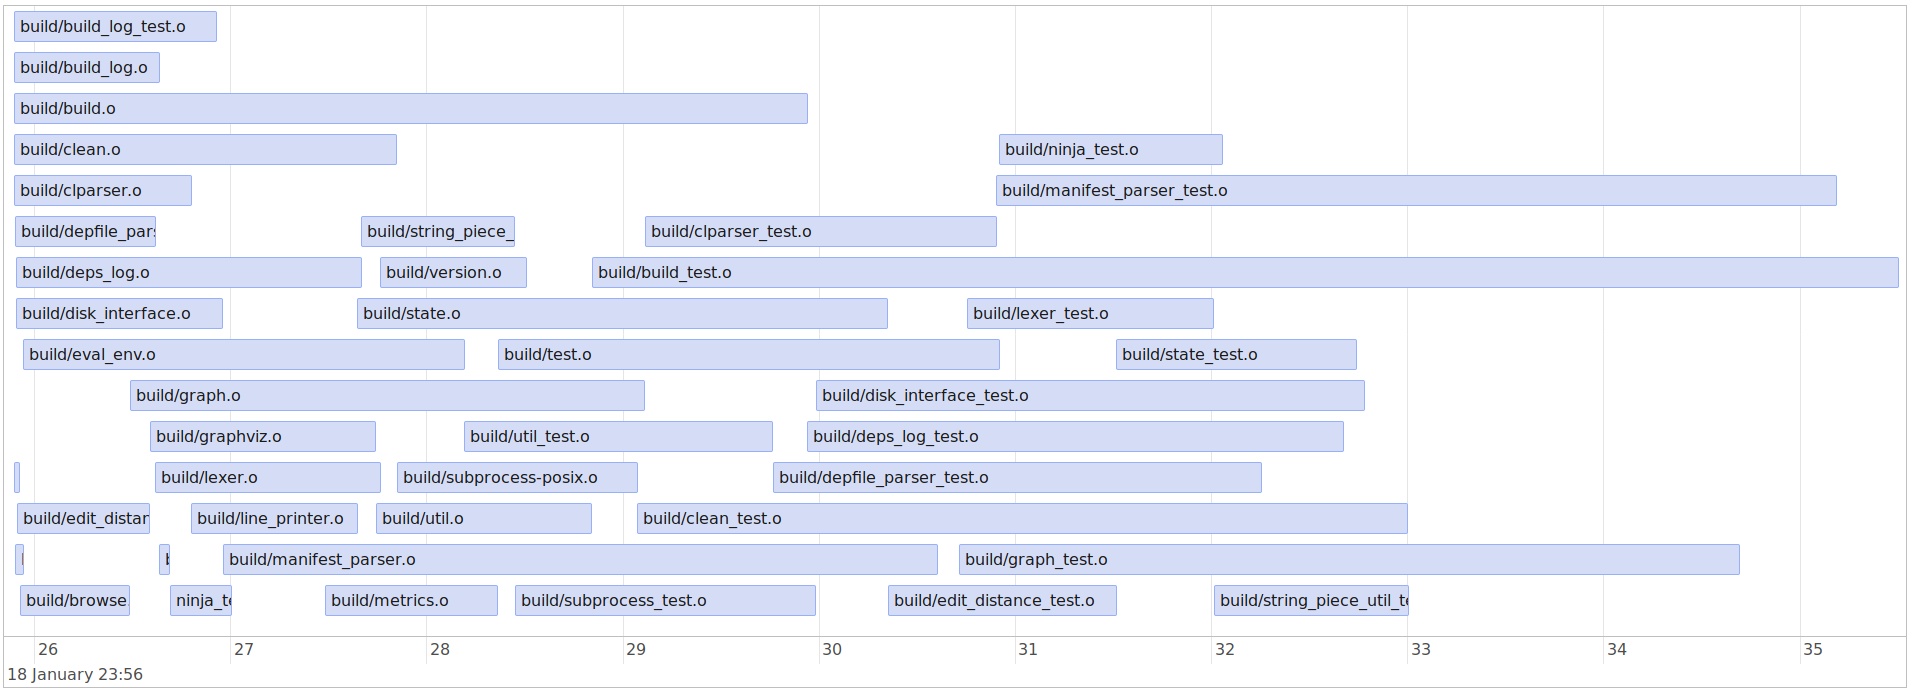 build/build_log_test.o
build/build_log.o
build/build.o
build/clean.o build/ninja_test.o
build/clparser.o build/manifest_parser_test.o
build/depfile_par build/string_piece_ build/clparser_test.o
build/deps_log.o build/version.o build/build_test.o
build/disk_interface.o build/state.o build/lexer_test.o
build/eval_env.o build/test.o build/state_test.o
build/graph.o build/disk_interface_test.o
build/graphviz.o build/util_test.o build/deps_log_test.o
build/lexer.o build/subprocess-posix.o build/depfile_parser_test.o
build/edit_distan build/line_printer.o build/util.o build/clean_test.o
build/manifest_parser.o build/graph_test.o
build/browse. ninja_te build/metrics.o build/subprocess_test.o build/edit_distance_test.o build/string_piece_util_te
26 27 28 29 30 31 32 33 34 35
18 January 23:56